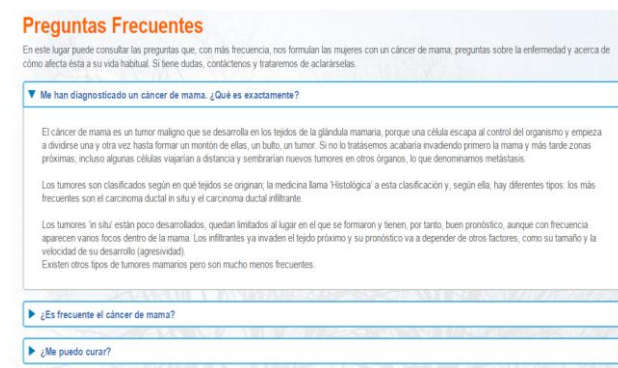 Preguntas Frecuentes
En este lugar puede consultar las preguntas que, con más frecuencia, nos formulan las mujeres con un cáncer de mama; preguntas sobre la enfermedad y acerca de
cómo afecta ésta a su vida habitual. Si tiene dudas, contáctenos y trataremos de aclarárselas.
Me han diagnosticado un cáncer de mama. ¿Qué es exactamente?
El cáncer de mama es un tumor maligno que se desarrolla en los tejidos de la glándula mamaria, porque una célula escapa al control del organismo y empieza
a dividirse una y otra vez hasta formar un montón de ellas, un bulto, un tumor. Si no lo tratásemos acabaría invadiendo primero la mama y más tarde zonas
próximas, incluso algunas células viajarían a distancia y sembrarían nuevos tumores en otros órganos, lo que denominamos metástasis.
Los tumores son clasificados según en qué tejidos se originan; la medicina llama 'Histológica' a esta clasificación y, según ella, hay diferentes tipos: los más
frecuentes son el carcinoma ductal in situ y el carcinoma ductal infiltrante.
Los tumores 'in situ' están poco desarrollados, quedan limitados al lugar en el que se formaron y tienen, por tanto, buen pronóstico, aunque con frecuencia
aparecen varios focos dentro de la mama. Los infiltrantes ya invaden el tejido próximo y su pronóstico va a depender de otros factores, como su tamaño y la
velocidad de su desarrollo (agresividad).
Existen otros tipos de tumores mamarios pero son mucho menos frecuentes.
¿Es frecuente el cáncer de mama?
¿Me puedo curar?